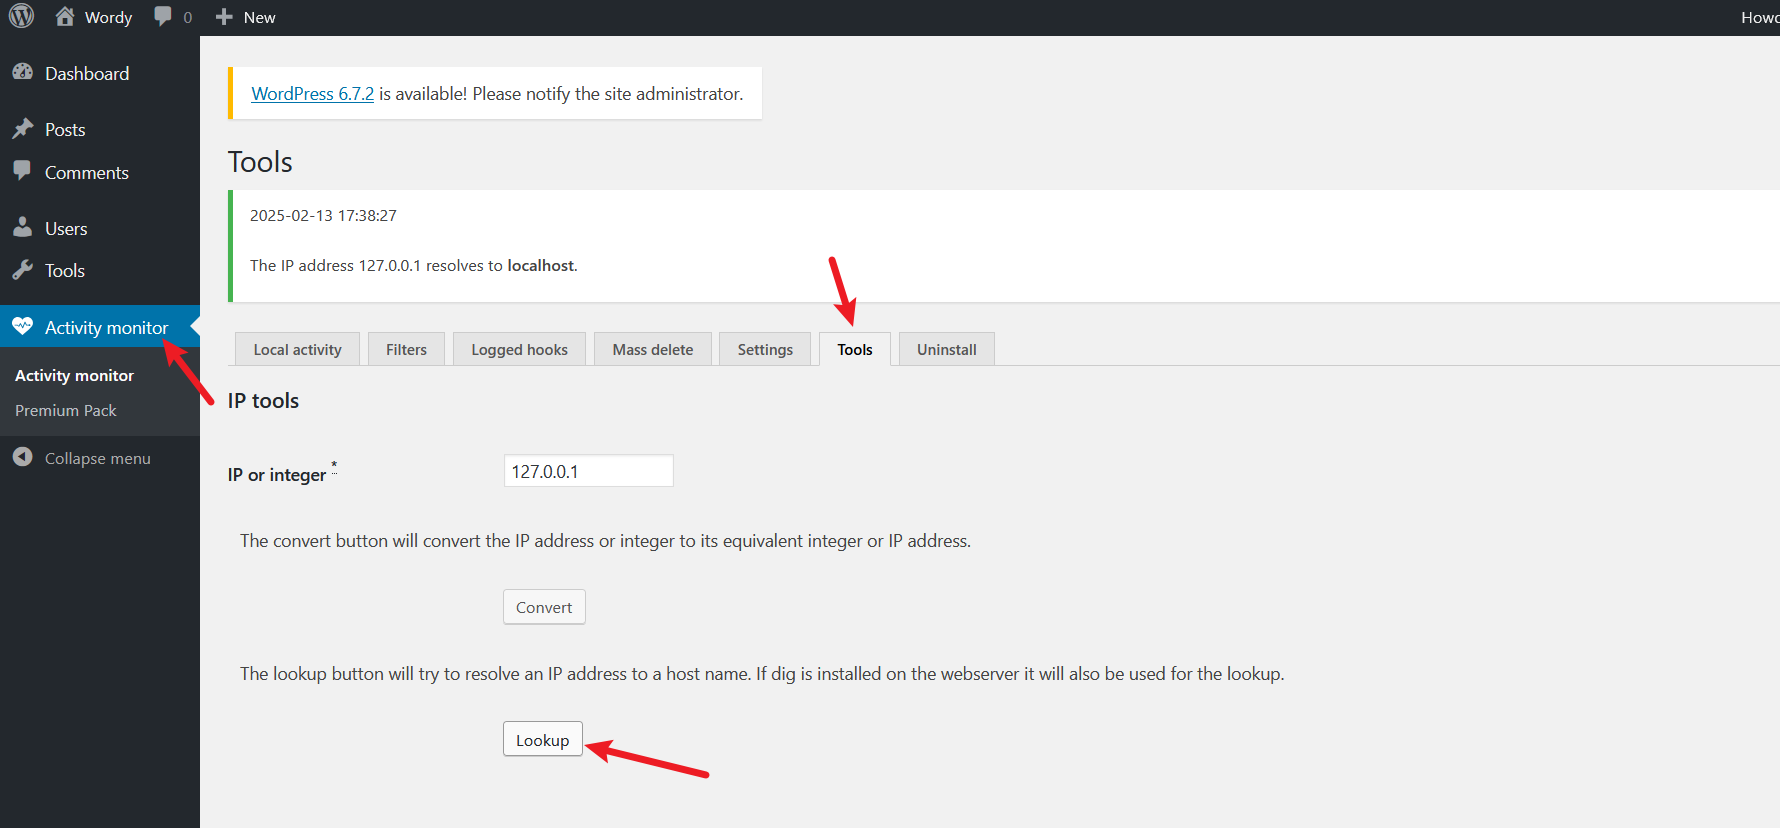 Wordy
0
New
Howd
Dashboard
Posts
Comments
Users
Tools
Activity monitor
Activity monitor
Premium Pack
Collapse menu
WordPress 6.7.2 is available! Please notify the site administrator.
Tools
2025-02-13 17:38:27
The IP address 127.0.0.1 resolves to localhost.
Local activity
Filters
Logged hooks
Mass delete
Settings
Tools
Uninstall
IP tools
IP or integer *
127.0.0.1
The convert button will convert the IP address or integer to its equivalent integer or IP address.
Convert
The lookup button will try to resolve an IP address to a host name. If dig is installed on the webserver it will also be used for the lookup.
Lookup